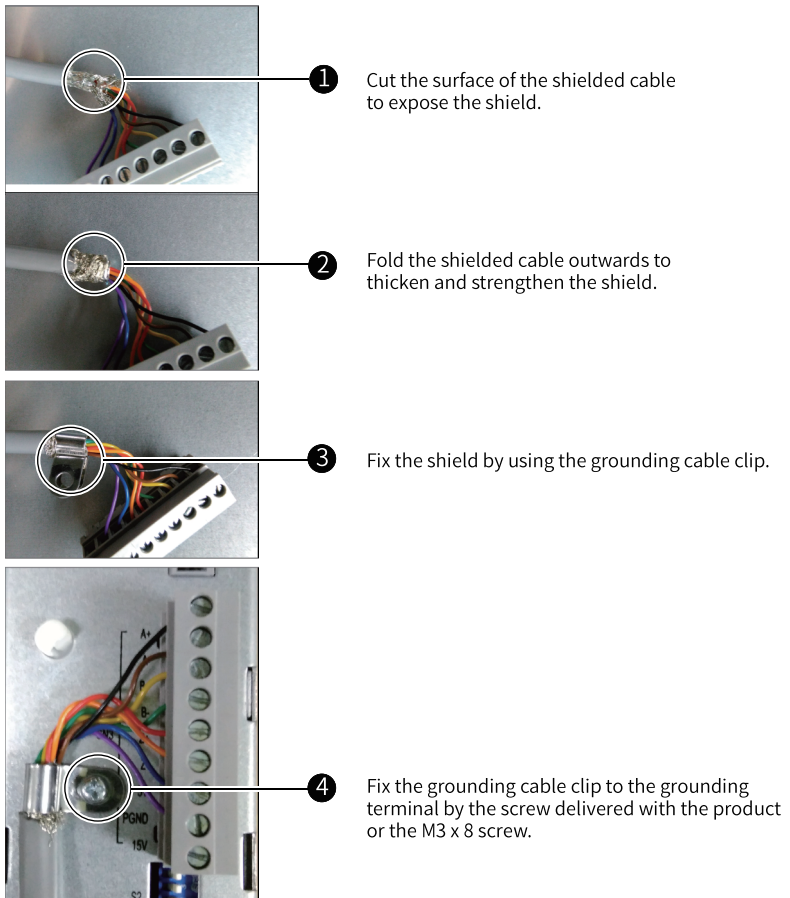 1
Cut the surface of the shielded cable
to expose the shield.
2
Fold the shielded cable outwards to
thicken and strengthen the shield.
3
Fix the shield by using the grounding cable clip.
A+
B-
PGND
15V
4
Fix the grounding cable clip to the grounding
terminal by the screw delivered with the product
or the M3 x 8 screw.